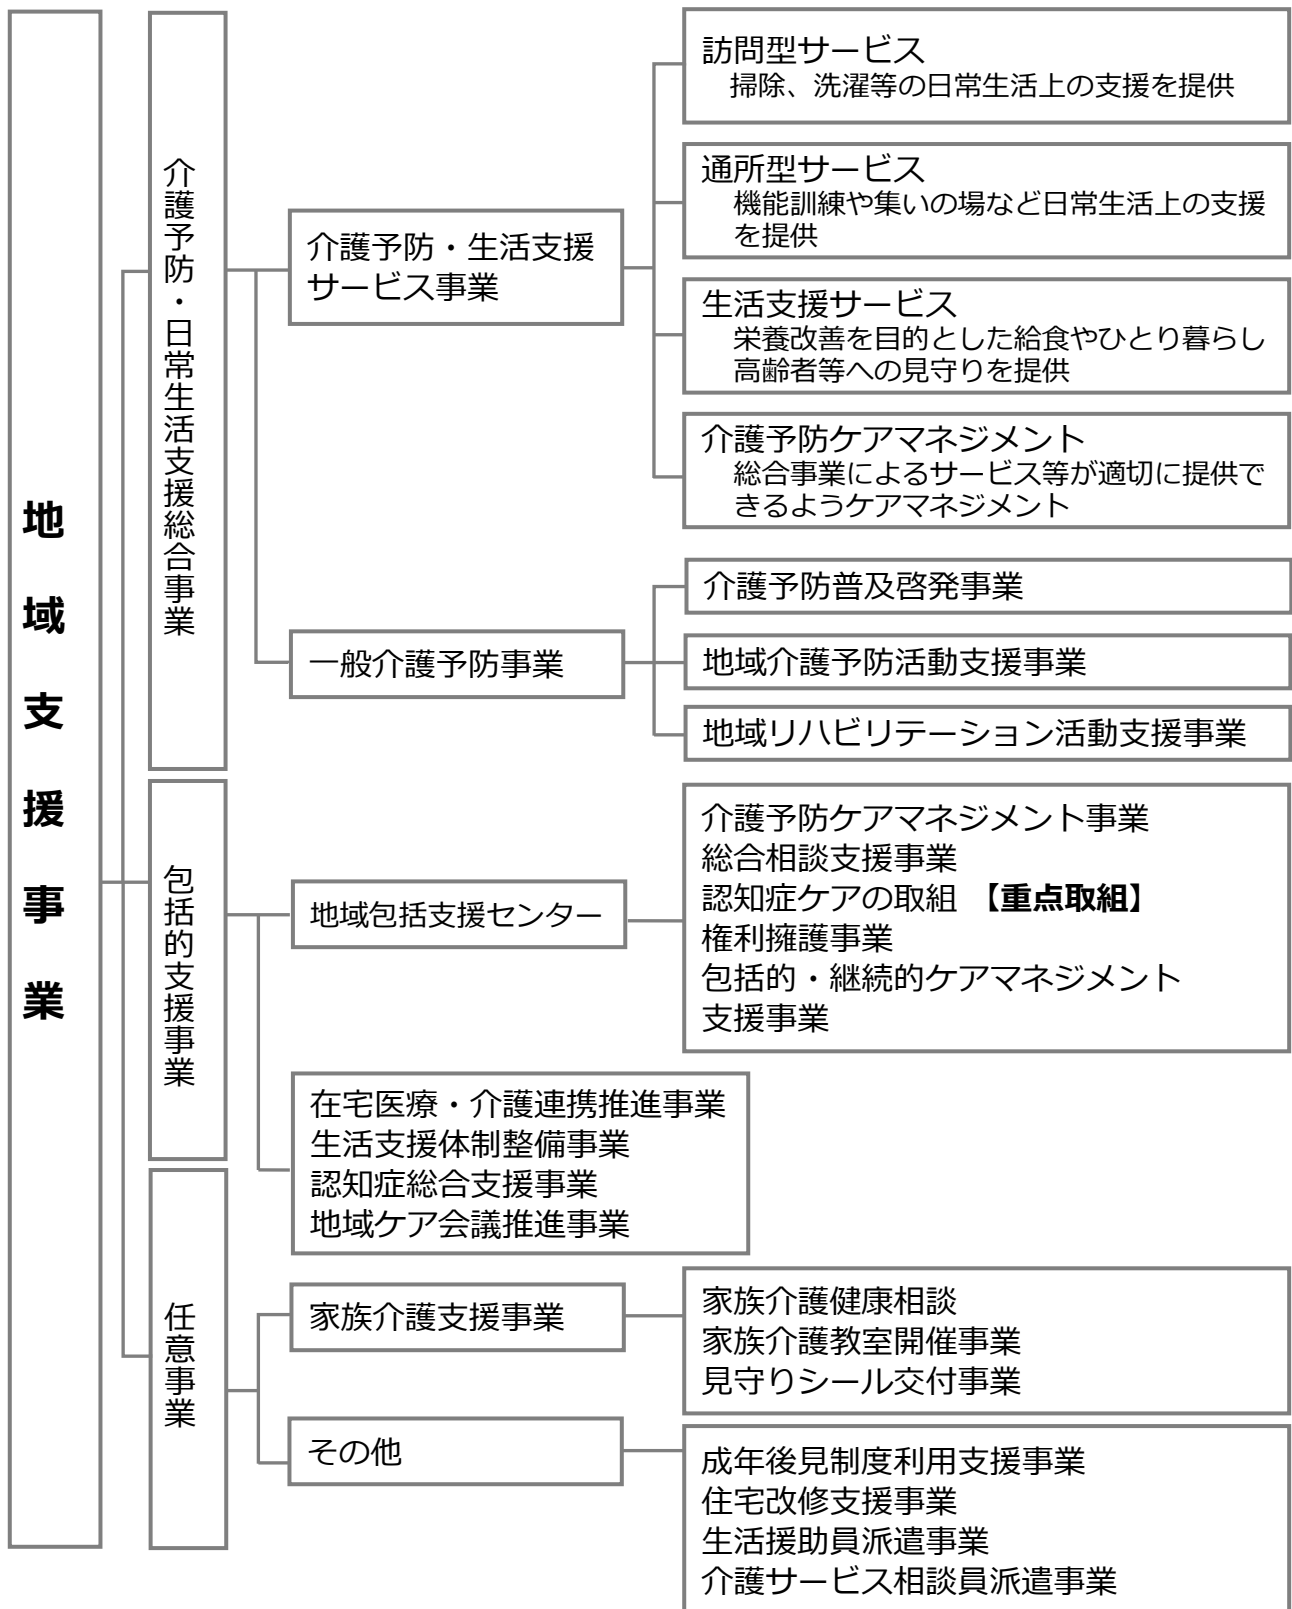 地域支援事業
介護予防・日常生活支援総合事業
介護予防・生活支援
サービス事業
訪問型サービス
掃除、洗濯等の日常生活上の支援を提供
通所型サービス
機能訓練や集いの場など日常生活上の支援
を提供
生活支援サービス
栄養改善を目的とした給食やひとり暮らし
高齢者等への見守りを提供
介護予防ケアマネジメント
総合事業によるサービス等が適切に提供で
きるようケアマネジメント
一般介護予防事業
介護予防普及啓発事業
地域介護予防活動支援事業
地域リハビリテーション活動支援事業
包括的支援事業
地域包括支援センター
介護予防ケアマネジメント事業
総合相談支援事業
認知症ケアの取組 【重点取組】
権利擁護事業
包括的・継続的ケアマネジメント
支援事業
在宅医療・介護連携推進事業
生活支援体制整備事業
認知症総合支援事業
地域ケア会議推進事業
任意事業
家族介護支援事業
家族介護健康相談
家族介護教室開催事業
見守りシール交付事業
その他
成年後見制度利用支援事業
住宅改修支援事業
生活援助員派遣事業
介護サービス相談員派遣事業